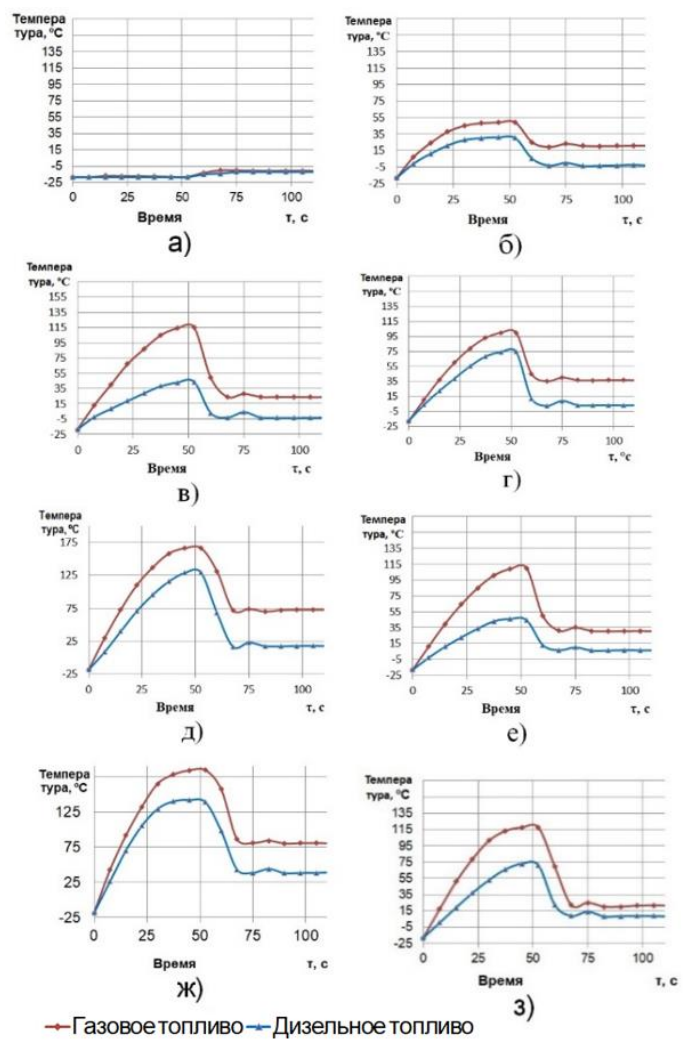 Темпера
тура, °С
135
115
95
75
55
35
15
-5
-25
0 25 50 75 100
Время τ, с
а)
Темпера
тура, °С
135
115
95
75
55
35
15
-5
-25
0 25 50 75 100
Время τ, с
б)
Темпера
тура, °С
155
135
115
95
75
55
35
15
-5
-25
25 50 75 100
Время τ, с
в)
Темпера
тура, °С
135
115
95
75
55
35
15
-5
-25
0 25 50 75 100
Время τ, °с
г)
Темпера
тура, °С
175
125
75
25
-25
0 25 50 75 100
Время τ, с
д)
Темпера
тура, °С
135
115
95
75
55
35
15
-5
-25
0 25 50 75 100
Время τ, с
е)
Темпера
тура, °С
125
75
25
-25
0 25 50 75 100
Время τ, с
ж)
Темпера
тура, °С
135
115
95
75
55
35
15
-5
-25
0 25 50 75 100
Время τ, с
з)
Газовое топливо Дизельное топливо